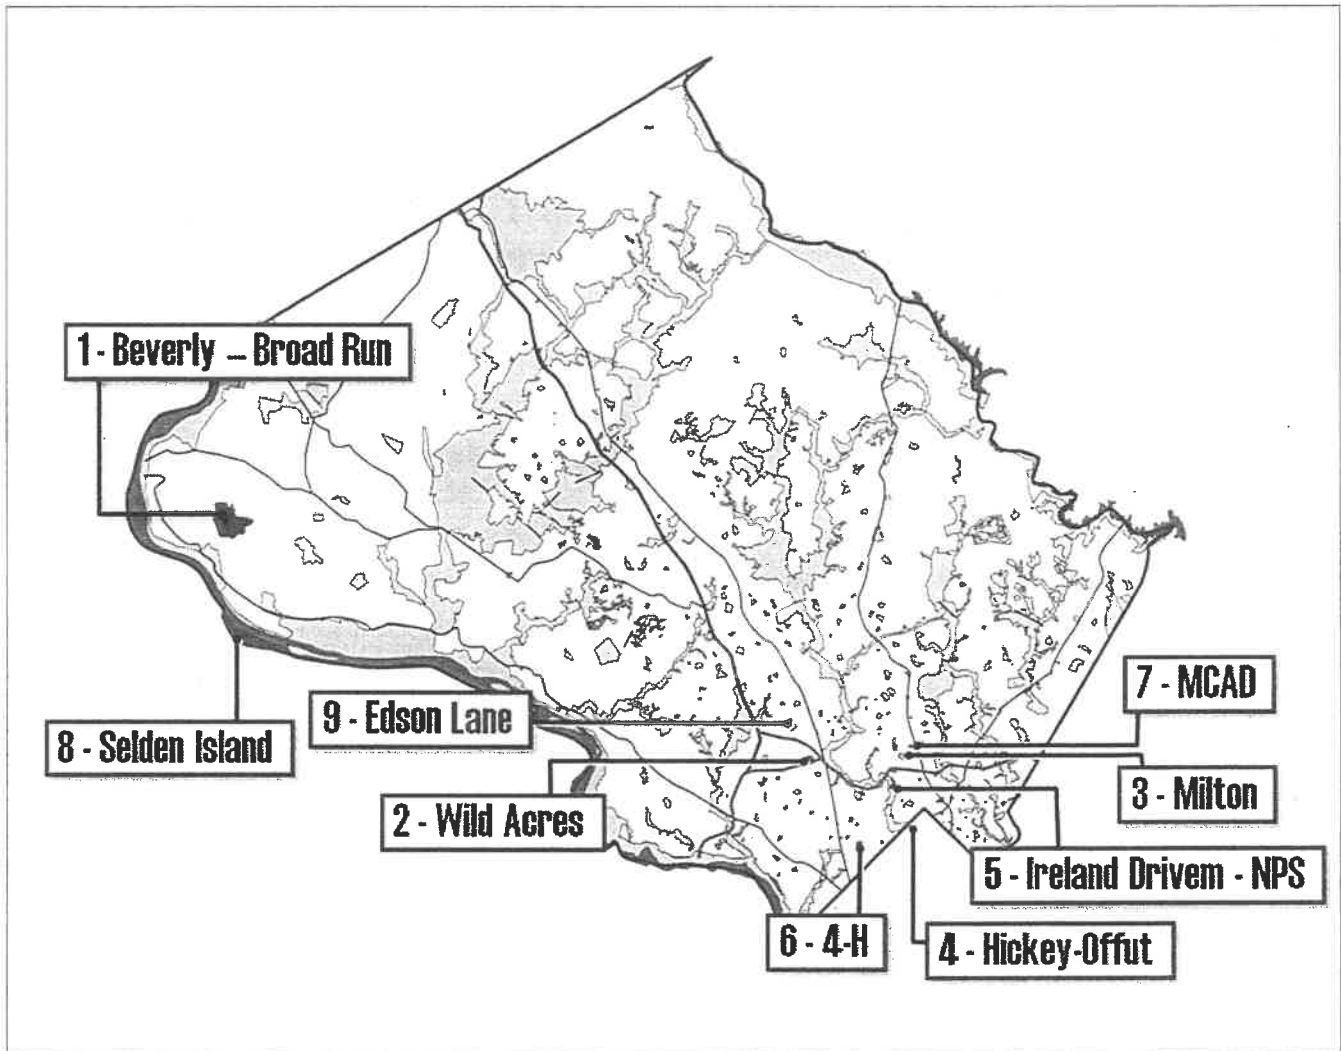 1 - Beverly – Broad Run
7 - MCAD
9 - Edson Lane
8 - Selden Island
3 - Milton
2 - Wild Acres
5 - Ireland Drivem - NPS
6 - 4-H
4 - Hickey-Offut